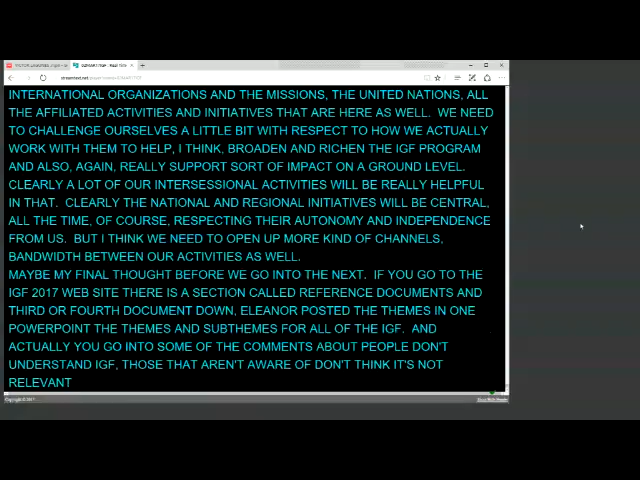 INTERNATIONAL ORGANIZATIONS AND THE MISSIONS, THE UNITED NATIONS, ALL
THE AFFILIATED ACTIVITIES AND INITIATIVES THAT ARE HERE AS WELL.  WE NEED
TO CHALLENGE OURSELVES A LITTLE BIT WITH RESPECT TO HOW WE ACTUALLY
WORK WITH THEM TO HELP, I THINK, BROADEN AND RICHEN THE IGF PROGRAM
AND ALSO, AGAIN, REALLY SUPPORT SORT OF IMPACT ON A GROUND LEVEL.
CLEARLY A LOT OF OUR INTERSESSIONAL ACTIVITIES WILL BE REALLY HELPFUL
IN THAT.  CLEARLY THE NATIONAL AND REGIONAL INITIATIVES WILL BE CENTRAL,
ALL THE TIME, OF COURSE, RESPECTING THEIR AUTONOMY AND INDEPENDENCE
FROM US.  BUT I THINK WE NEED TO OPEN UP MORE KIND OF CHANNELS,
BANDWIDTH BETWEEN OUR ACTIVITIES AS WELL.
MAYBE MY FINAL THOUGHT BEFORE WE GO INTO THE NEXT.  IF YOU GO TO THE
IGF 2017 WEB SITE THERE IS A SECTION CALLED REFERENCE DOCUMENTS AND
THIRD OR FOURTH DOCUMENT DOWN, ELEANOR POSTED THE THEMES IN ONE
POWERPOINT THE THEMES AND SUBTHEMES FOR ALL OF THE IGF.  AND
ACTUALLY YOU GO INTO SOME OF THE COMMENTS ABOUT PEOPLE DON'T
UNDERSTAND IGF, THOSE THAT AREN'T AWARE OF DON'T THINK IT'S NOT
RELEVANT